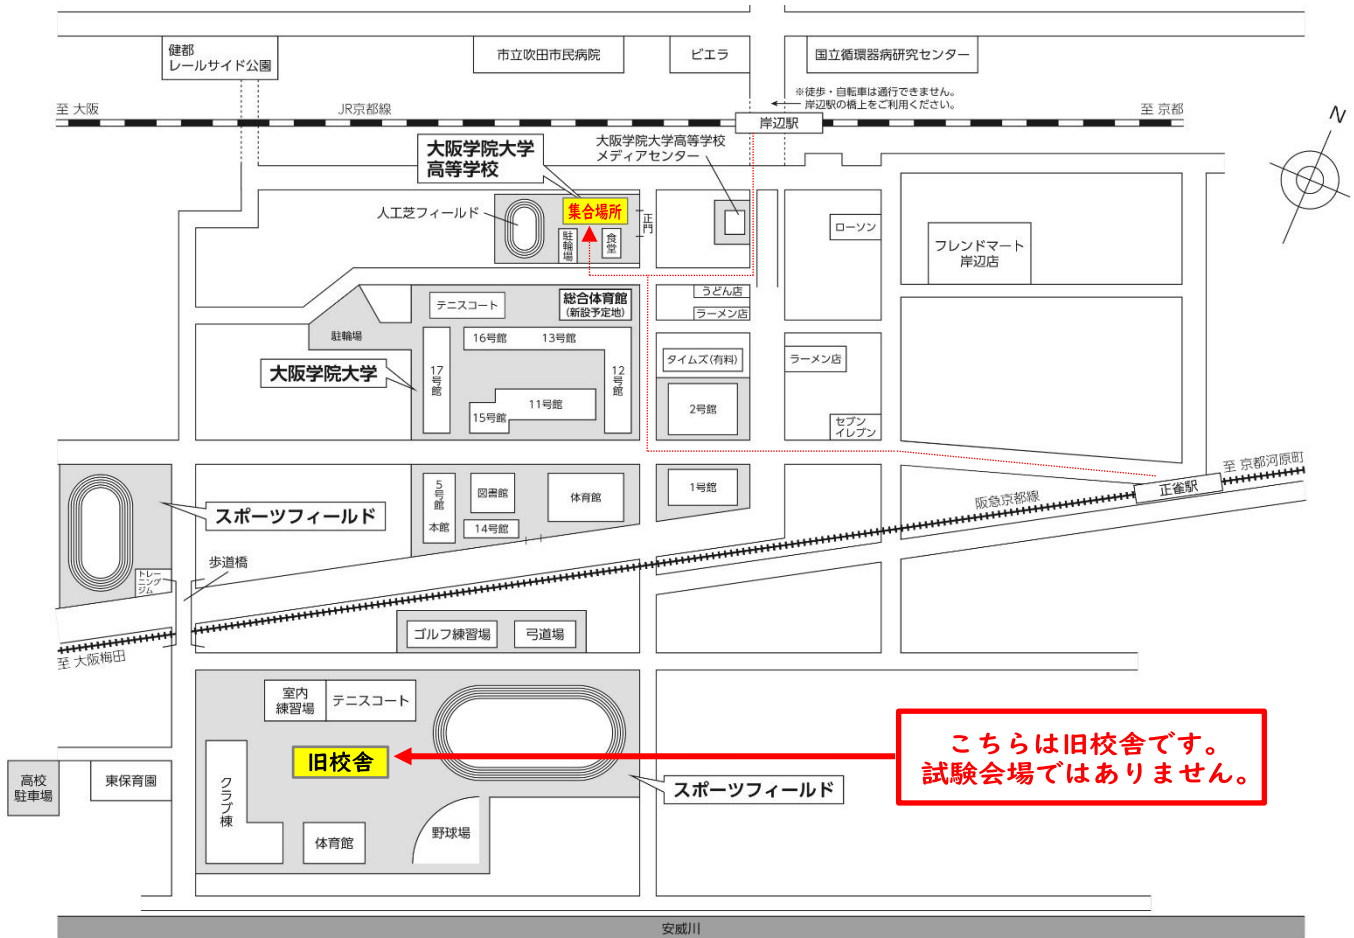 健都
レールサイド公園
市立吹田市民病院
ビエラ
国立循環器病研究センター
※徒歩・自転車は通行できません。
岸辺駅の橋上をご利用ください。
至 大阪
JR京都線
岸辺駅
至 京都
N
大阪学院大学
高等学校
大阪学院大学高等学校
メディアセンター
人工芝フィールド
集合場所
正門
駐輪場
食堂
ローソン
フレンドマート
岸辺店
テニスコート
総合体育館
(新設予定地)
うどん店
ラーメン店
駐輪場
16号館
13号館
17号館
12号館
タイムズ(有料)
ラーメン店
大阪学院大学
11号館
15号館
2号館
セブン
イレブン
5号館
本館
図書館
14号館
体育館
1号館
阪急京都線
正雀駅
至 京都河原町
スポーツフィールド
歩道橋
トレーニングジム
至 大阪梅田
ゴルフ練習場
弓道場
室内
練習場
テニスコート
旧校舎
こちらは旧校舎です。
試験会場ではありません。
高校
駐車場
東保育園
クラブ棟
スポーツフィールド
体育館
野球場
安威川